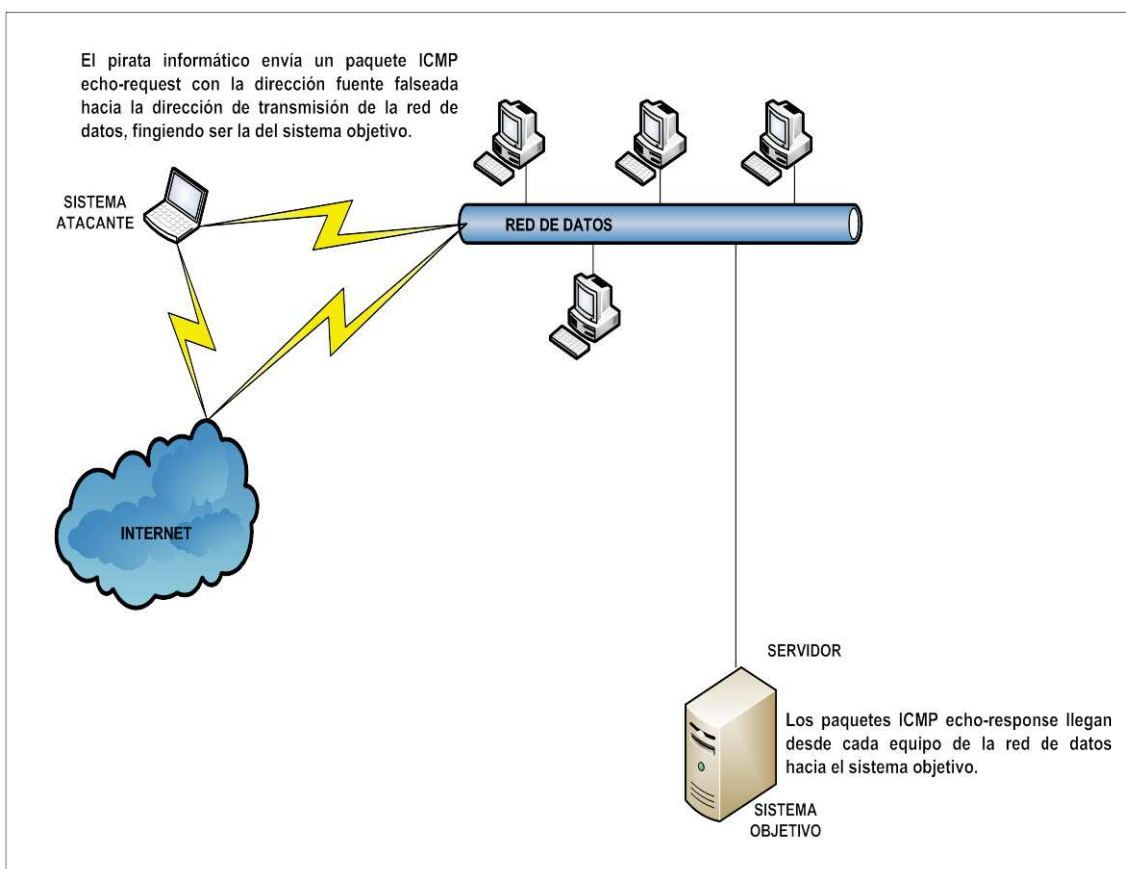 El pirata informático envía un paquete ICMP
echo-request con la dirección fuente falseada
hacia la dirección de transmisión de la red de
datos, fingiendo ser la del sistema objetivo.
SISTEMA
ATACANTE
RED DE DATOS
INTERNET
SERVIDOR
Los paquetes ICMP echo-response llegan
desde cada equipo de la red de datos
hacia el sistema objetivo.
SISTEMA
OBJETIVO